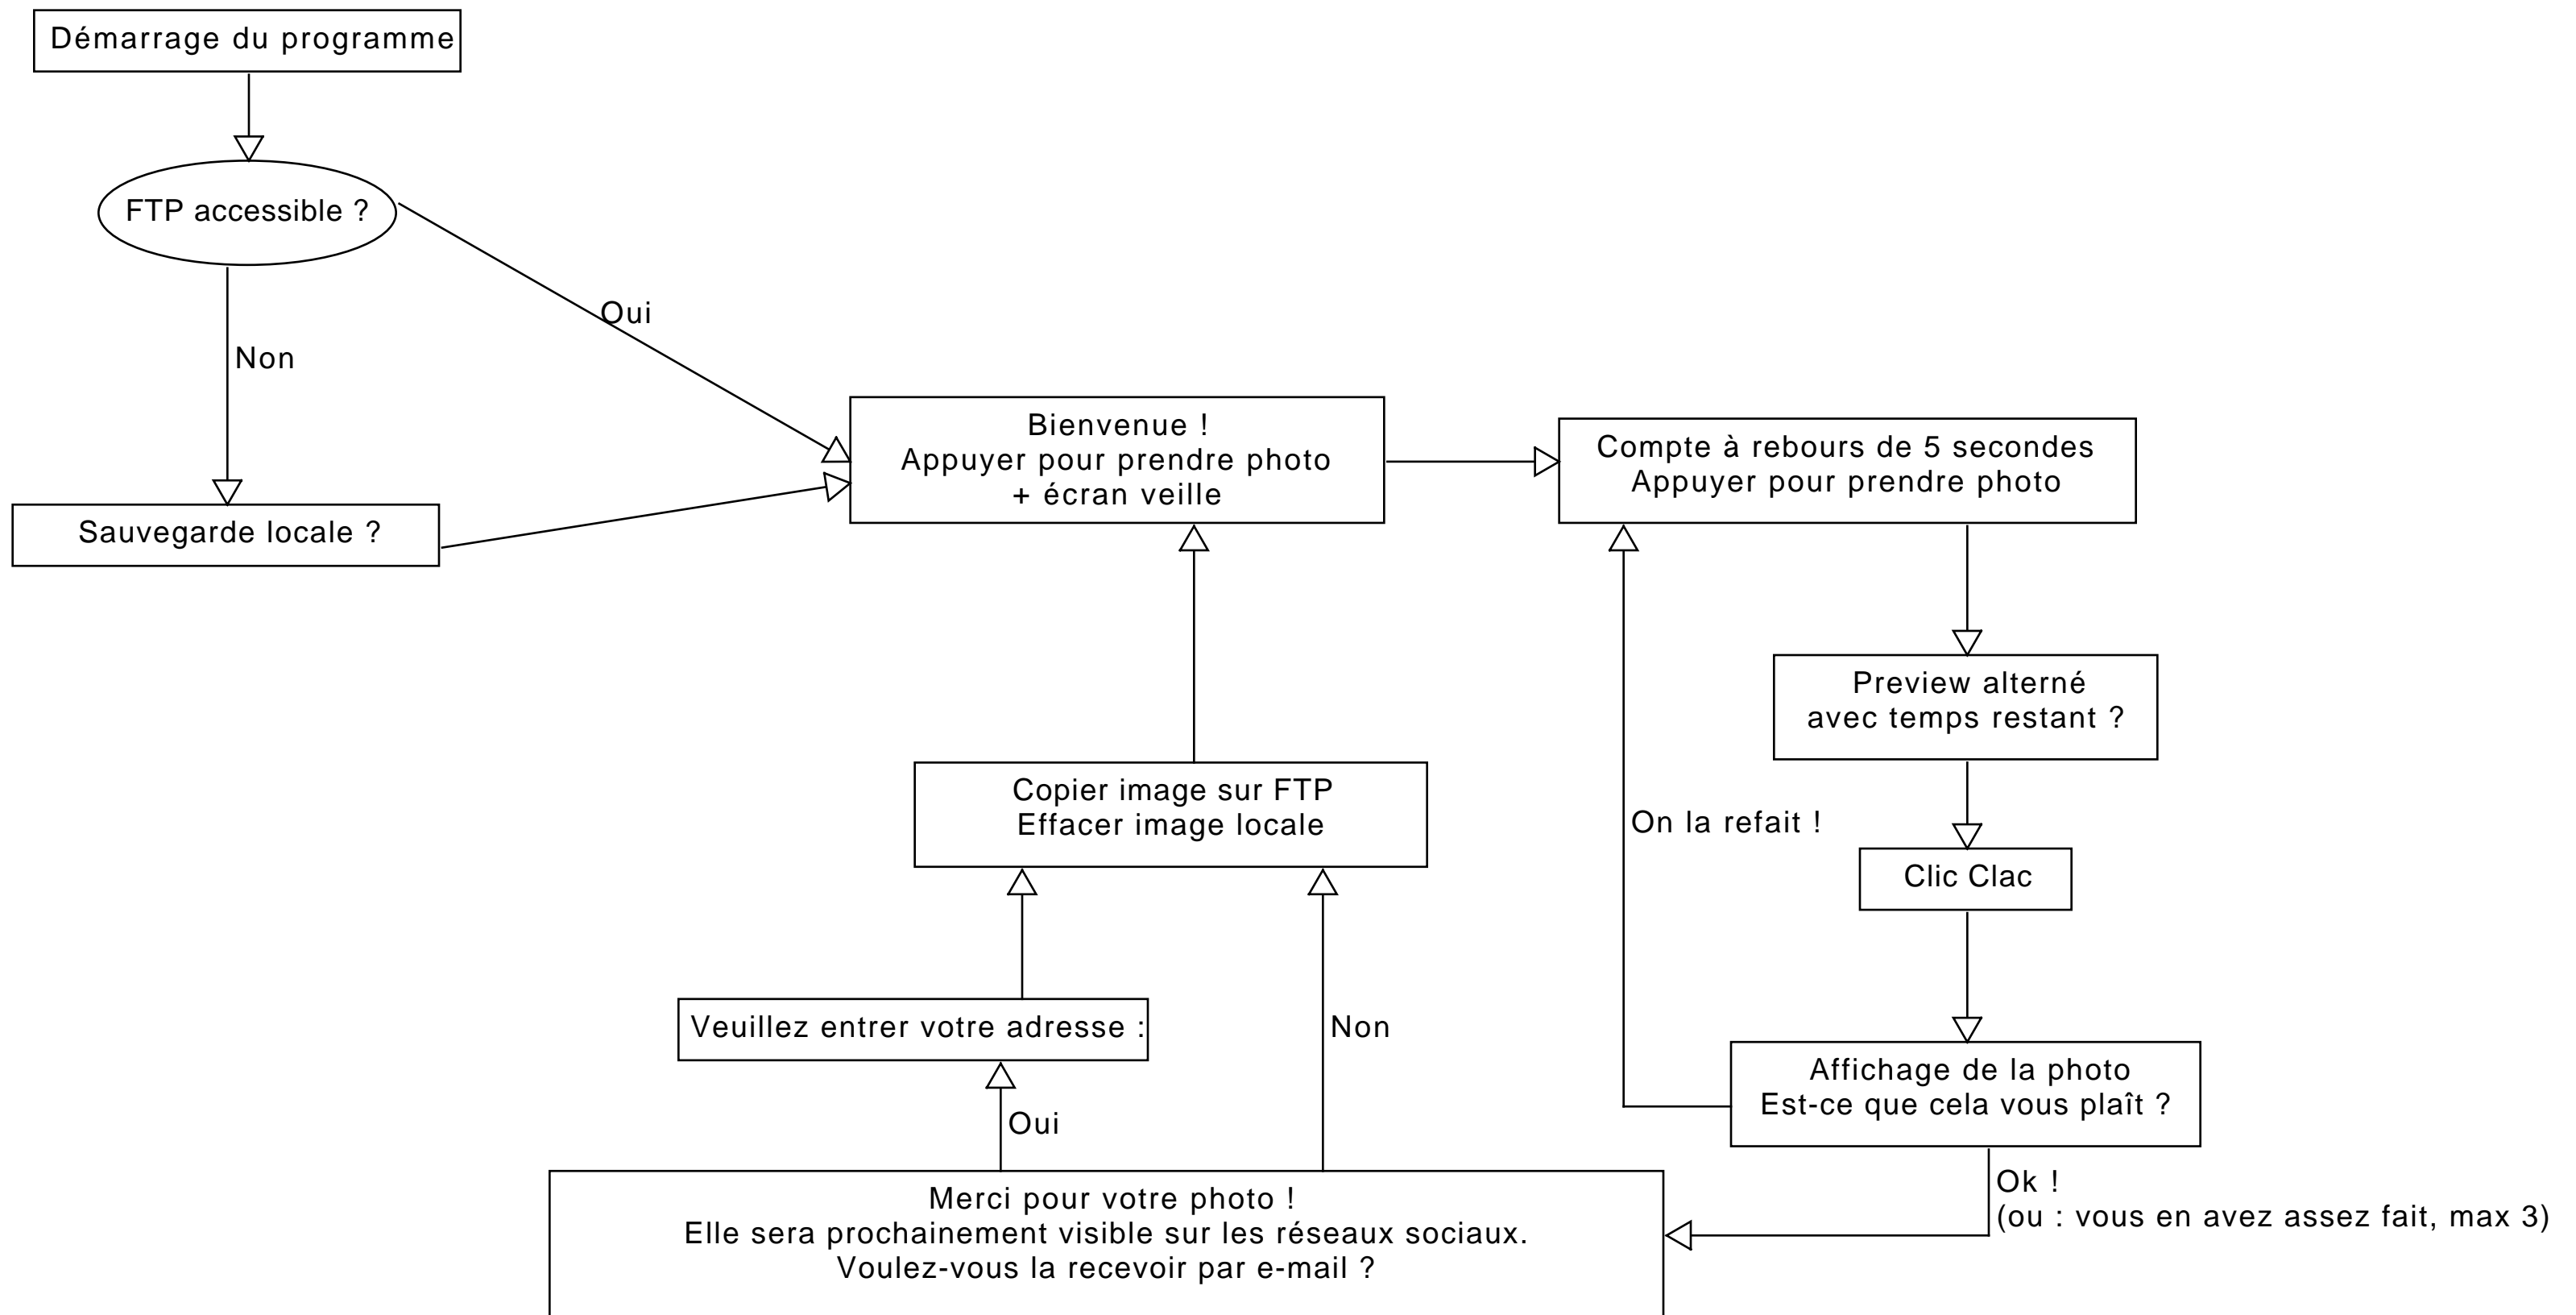 Démarrage du programme
FTP accessible ?
Oui
Non
Sauvegarde locale ?
Bienvenue !
Appuyer pour prendre photo
+ écran veille
Compte à rebours de 5 secondes
Appuyer pour prendre photo
Preview alterné
avec temps restant ?
Clic Clac
On la refait !
Affichage de la photo
Est-ce que cela vous plaît ?
Ok !
(ou : vous en avez assez fait, max 3)
Merci pour votre photo !
Elle sera prochainement visible sur les réseaux sociaux.
Voulez-vous la recevoir par e-mail ?
Oui
Non
Veuillez entrer votre adresse :
Copier image sur FTP
Effacer image locale